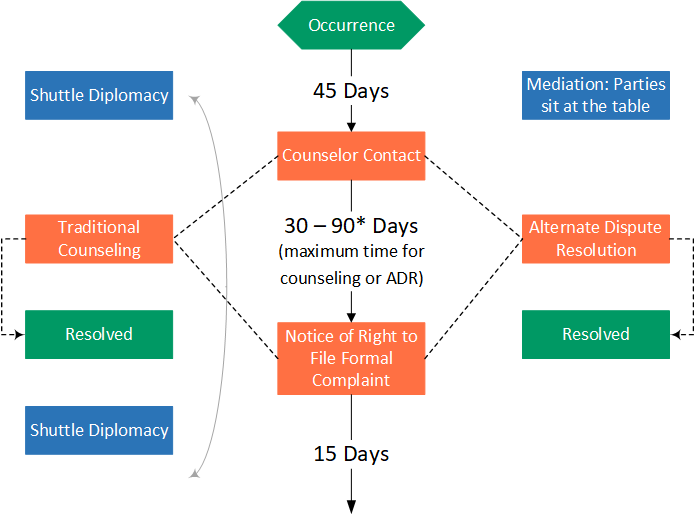 Occurrence
45 Days
Shuttle Diplomacy
Mediation: Parties
sit at the table
Counselor Contact
Traditional
Counseling
30 – 90* Days
(maximum time for
counseling or ADR)
Alternate Dispute
Resolution
Resolved
Notice of Right to
File Formal
Complaint
Resolved
Shuttle Diplomacy
15 Days